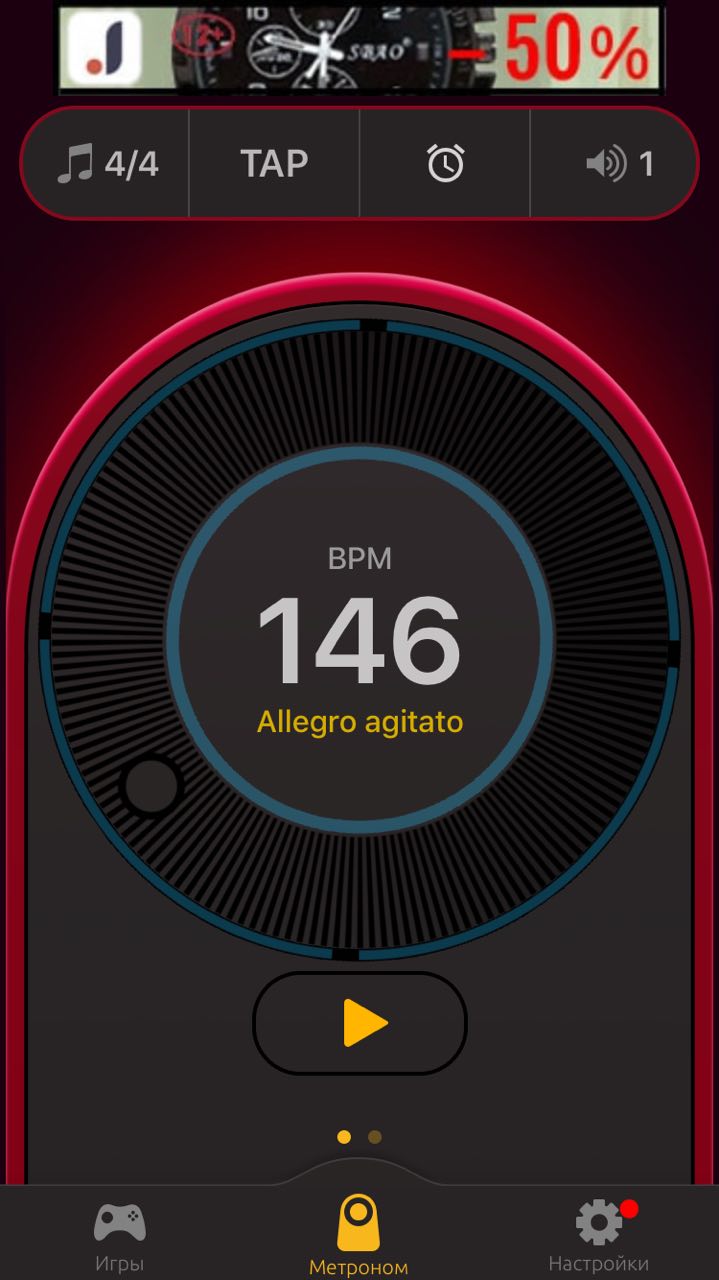 12+
SBAO
-50%
4/4
TAP
1
BPM
146
Allegro agitato
Игры
Метроном
Настройки